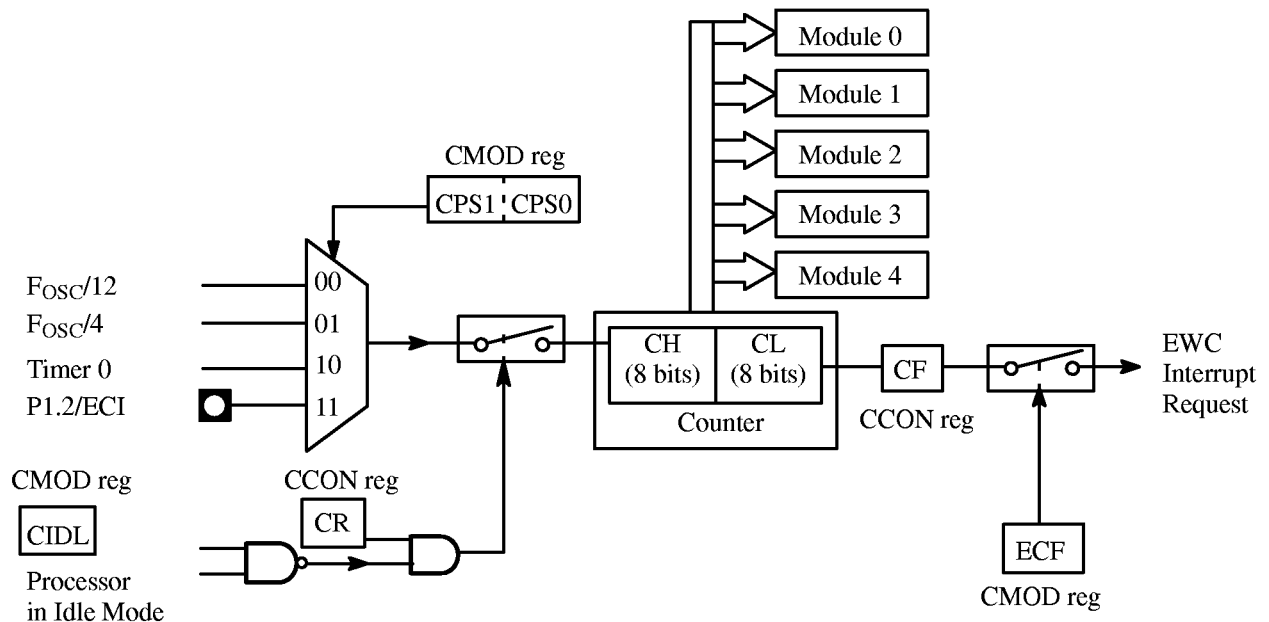 Module 0
Module 1
Module 2
Module 3
Module 4
CMOD reg
CPS1 CPS0
FOSC/12
FOSC/4
Timer 0
P1.2/ECI
00
01
10
11
CH
(8 bits)
CL
(8 bits)
Counter
CF
CCON reg
EWC
Interrupt
Request
CMOD reg
CIDL
Processor
in Idle Mode
CCON reg
CR
ECF
CMOD reg